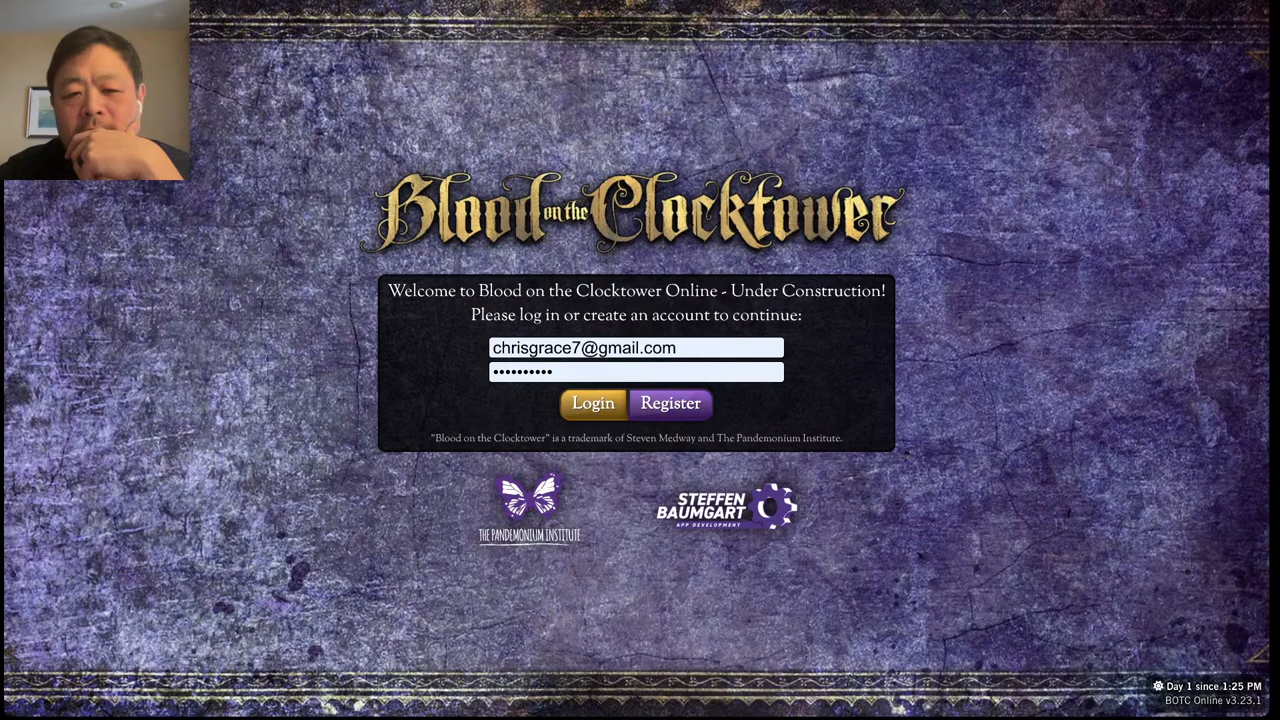 Blood on the Clocktower
Welcome to Blood on the Clocktower Online - Under Construction!
Please log in or create an account to continue:
chrisgrace7@gmail.com
••••••••••
Login Register
"Blood on the Clocktower" is a trademark of Steven Medway and The Pandemonium Institute.
THE PANDEMONIUM INSTITUTE
STEFFEN
BAUMGART
APP DEVELOPMENT
Day 1 since 1:25 PM
BOTC Online v3.23.1